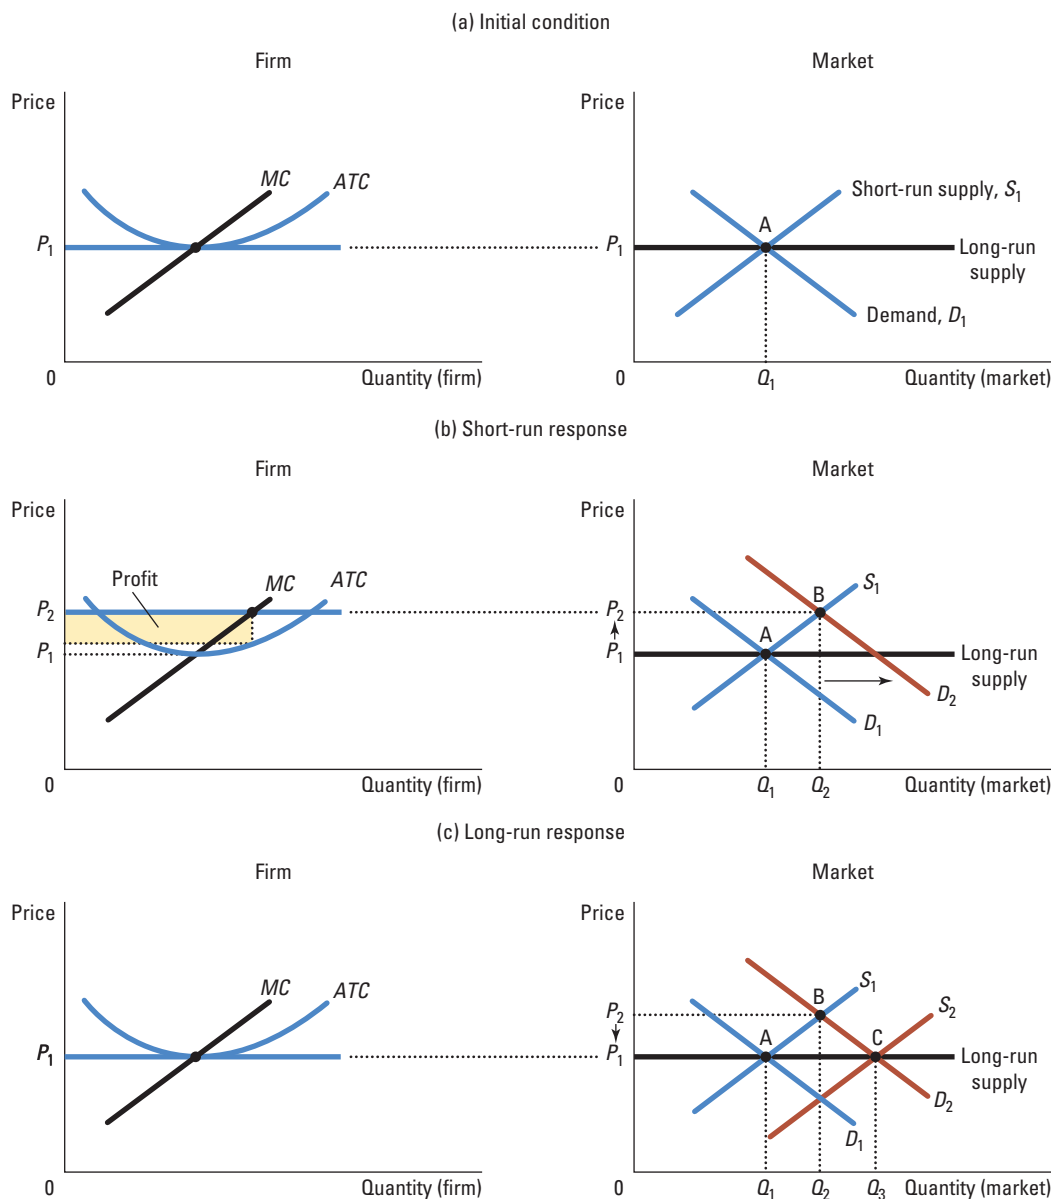 (a) Initial condition
Firm
Market
Price
Price
MC
ATC
Short-run supply, S1
A
P1
P1
Long-run
supply
Demand, D1
0
Quantity (firm)
0
Q1
Quantity (market)
(b) Short-run response
Firm
Market
Price
Price
Profit
MC
ATC
S1
P2
P2
B
P1
P1
A
Long-run
supply
D2
D1
0
Quantity (firm)
0
Q1
Q2
Quantity (market)
(c) Long-run response
Firm
Market
Price
Price
MC
ATC
S1
P2
B
S2
P1
P1
A
C
Long-run
supply
D2
D1
0
Quantity (firm)
0
Q1
Q2
Q3
Quantity (market)